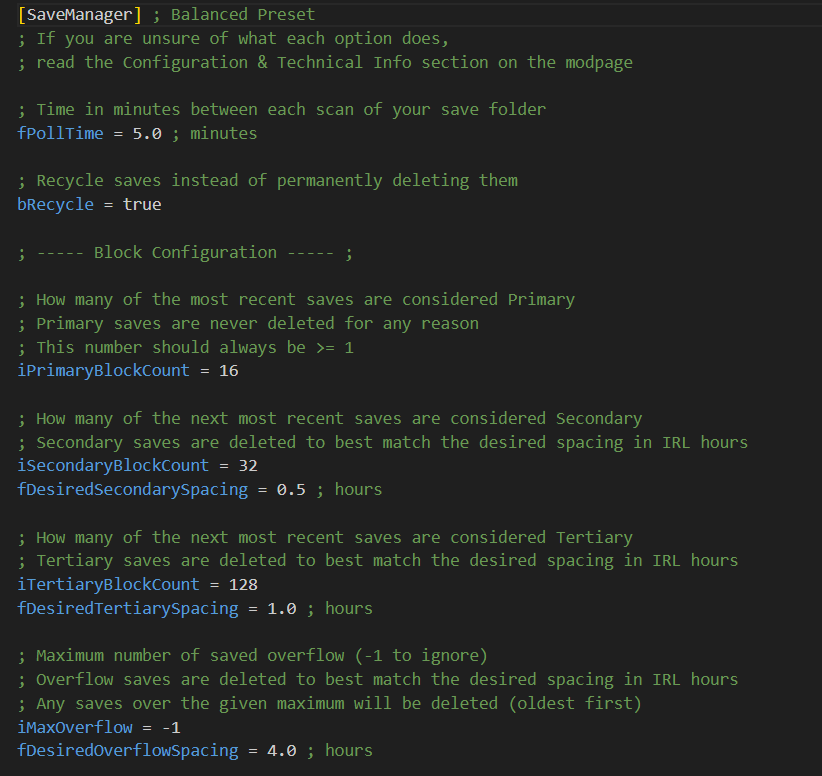 [SaveManager] ; Balanced Preset
; If you are unsure of what each option does,
; read the Configuration & Technical Info section on the modpage
; Time in minutes between each scan of your save folder
fPollTime = 5.0 ; minutes
; Recycle saves instead of permanently deleting them
bRecycle = true
; ----- Block Configuration ----- ;
; How many of the most recent saves are considered Primary
; Primary saves are never deleted for any reason
; This number should always be >= 1
iPrimaryBlockCount = 16
; How many of the next most recent saves are considered Secondary
; Secondary saves are deleted to best match the desired spacing in IRL hours
iSecondaryBlockCount = 32
fDesiredSecondarySpacing = 0.5 ; hours
; How many of the next most recent saves are considered Tertiary
; Tertiary saves are deleted to best match the desired spacing in IRL hours
iTertiaryBlockCount = 128
fDesiredTertiarySpacing = 1.0 ; hours
; Maximum number of saved overflow (-1 to ignore)
; Overflow saves are deleted to best match the desired spacing in IRL hours
; Any saves over the given maximum will be deleted (oldest first)
iMaxOverflow = -1
fDesiredOverflowSpacing = 4.0 ; hours